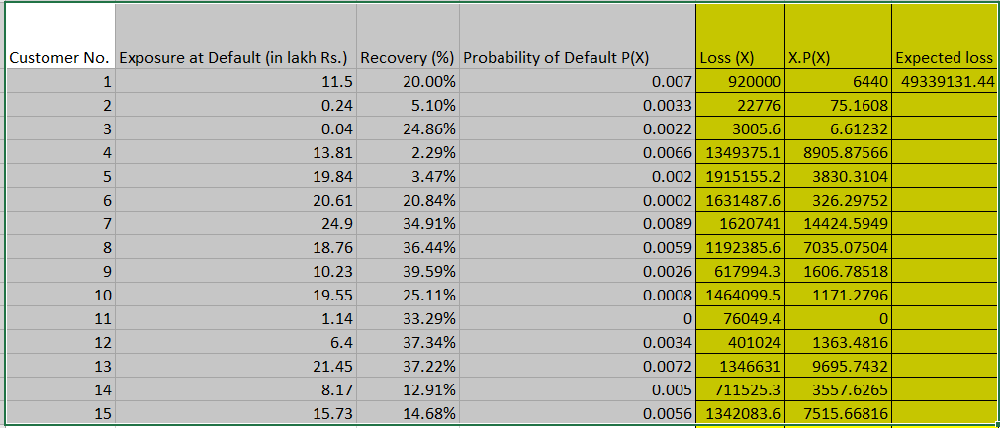 Customer No. Exposure at Default (in lakh Rs.) Recovery (%) Probability of Default P(X) Loss (X) X.P(X) Expected loss
1 11.5 20.00% 0.007 920000 6440 49339131.44
2 0.24 5.10% 0.0033 22776 75.1608
3 0.04 24.86% 0.0022 3005.6 6.61232
4 13.81 2.29% 0.0066 1349375.1 8905.87566
5 19.84 3.47% 0.002 1915155.2 3830.3104
6 20.61 20.84% 0.0002 1631487.6 326.29752
7 24.9 34.91% 0.0089 1620741 14424.5949
8 18.76 36.44% 0.0059 1192385.6 7035.07504
9 10.23 39.59% 0.0026 617994.3 1606.78518
10 19.55 25.11% 0.0008 1464099.5 1171.2796
11 1.14 33.29% 0 76049.4 0
12 6.4 37.34% 0.0034 401024 1363.4816
13 21.45 37.22% 0.0072 1346631 9695.7432
14 8.17 12.91% 0.005 711525.3 3557.6265
15 15.73 14.68% 0.0056 1342083.6 7515.66816